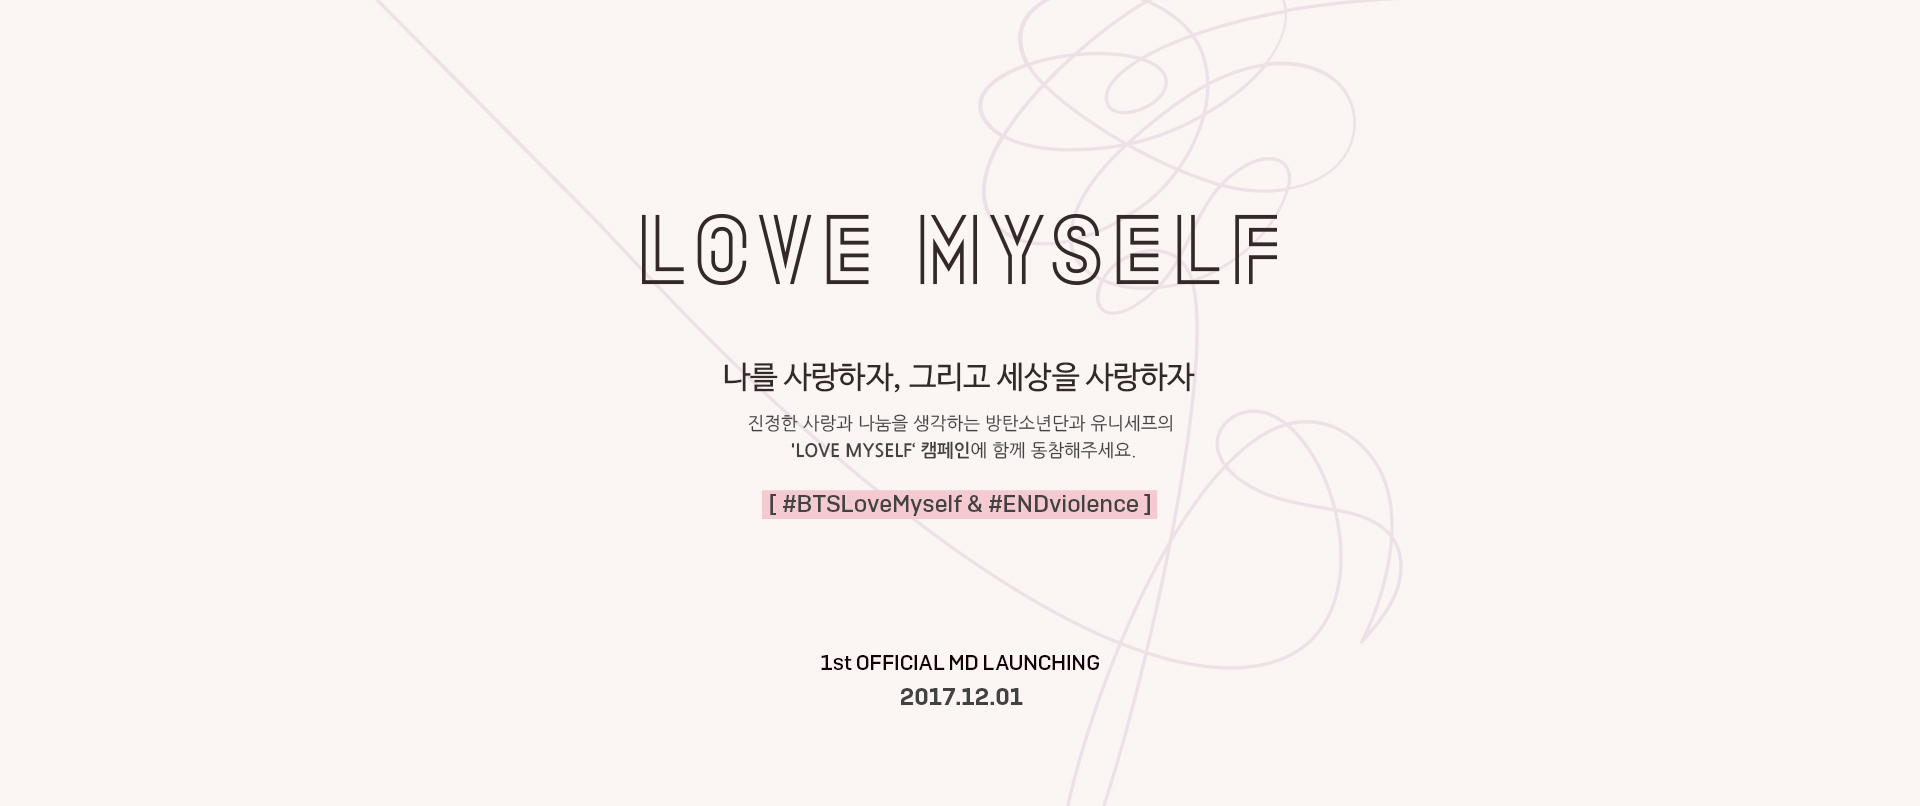 LOVE MYSELF
나를 사랑하자, 그리고 세상을 사랑하자
진정한 사랑과 나눔을 생각하는 방탄소년단과 유니세프의
'LOVE MYSELF‘ 캠페인에 함께 동참해주세요.
[ #BTSLoveMyself & #ENDviolence ]
1st OFFICIAL MD LAUNCHING
2017.12.01